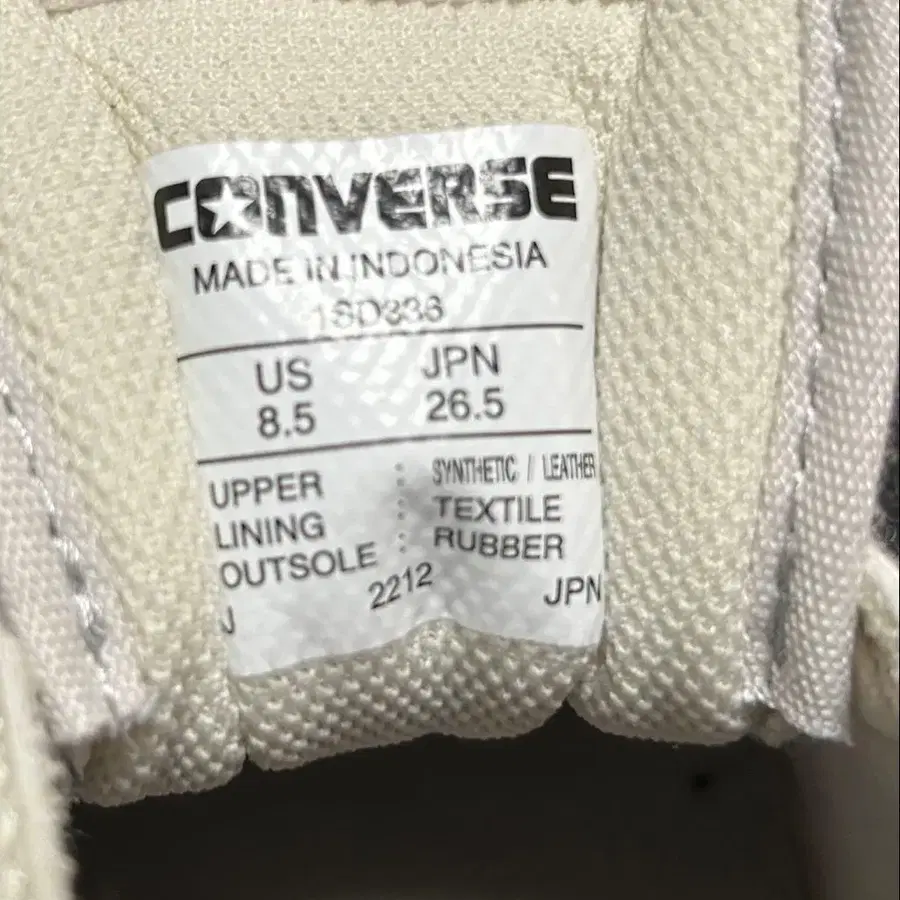 CONVERSE
MADE IN INDONESIA
1SD336
US JPN
8.5 26.5
UPPER : SYNTHETIC / LEATHER
LINING : TEXTILE
OUTSOLE : RUBBER
J 2212 JPN